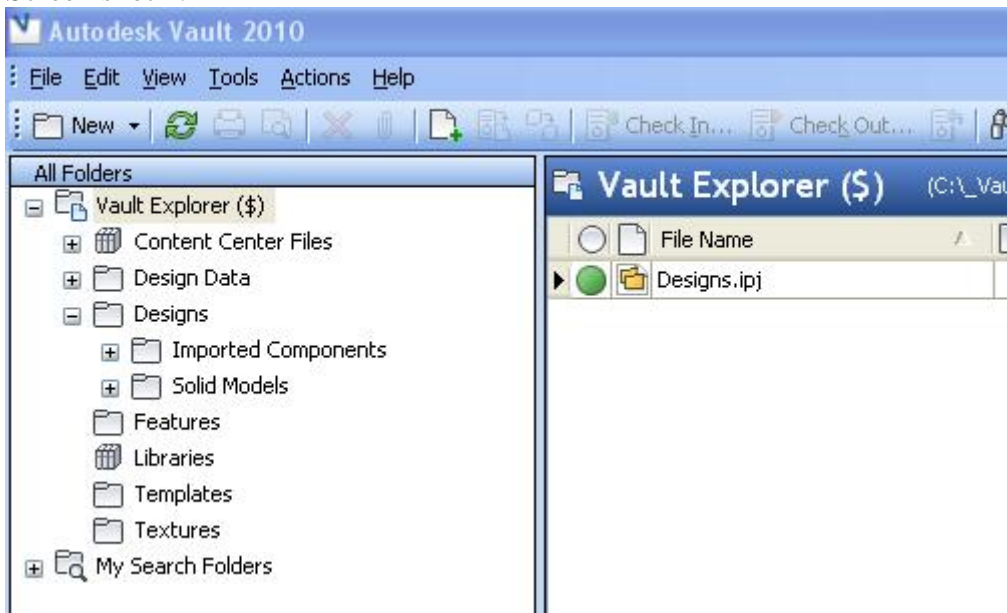 Autodesk Vault 2010
File Edit View Tools Actions Help
New Check In... Check Out...
All Folders
Vault Explorer ($)
Content Center Files
Design Data
Designs
Imported Components
Solid Models
Features
Libraries
Templates
Textures
My Search Folders
Vault Explorer ($) (C:\_Vau
File Name
Designs.ipj